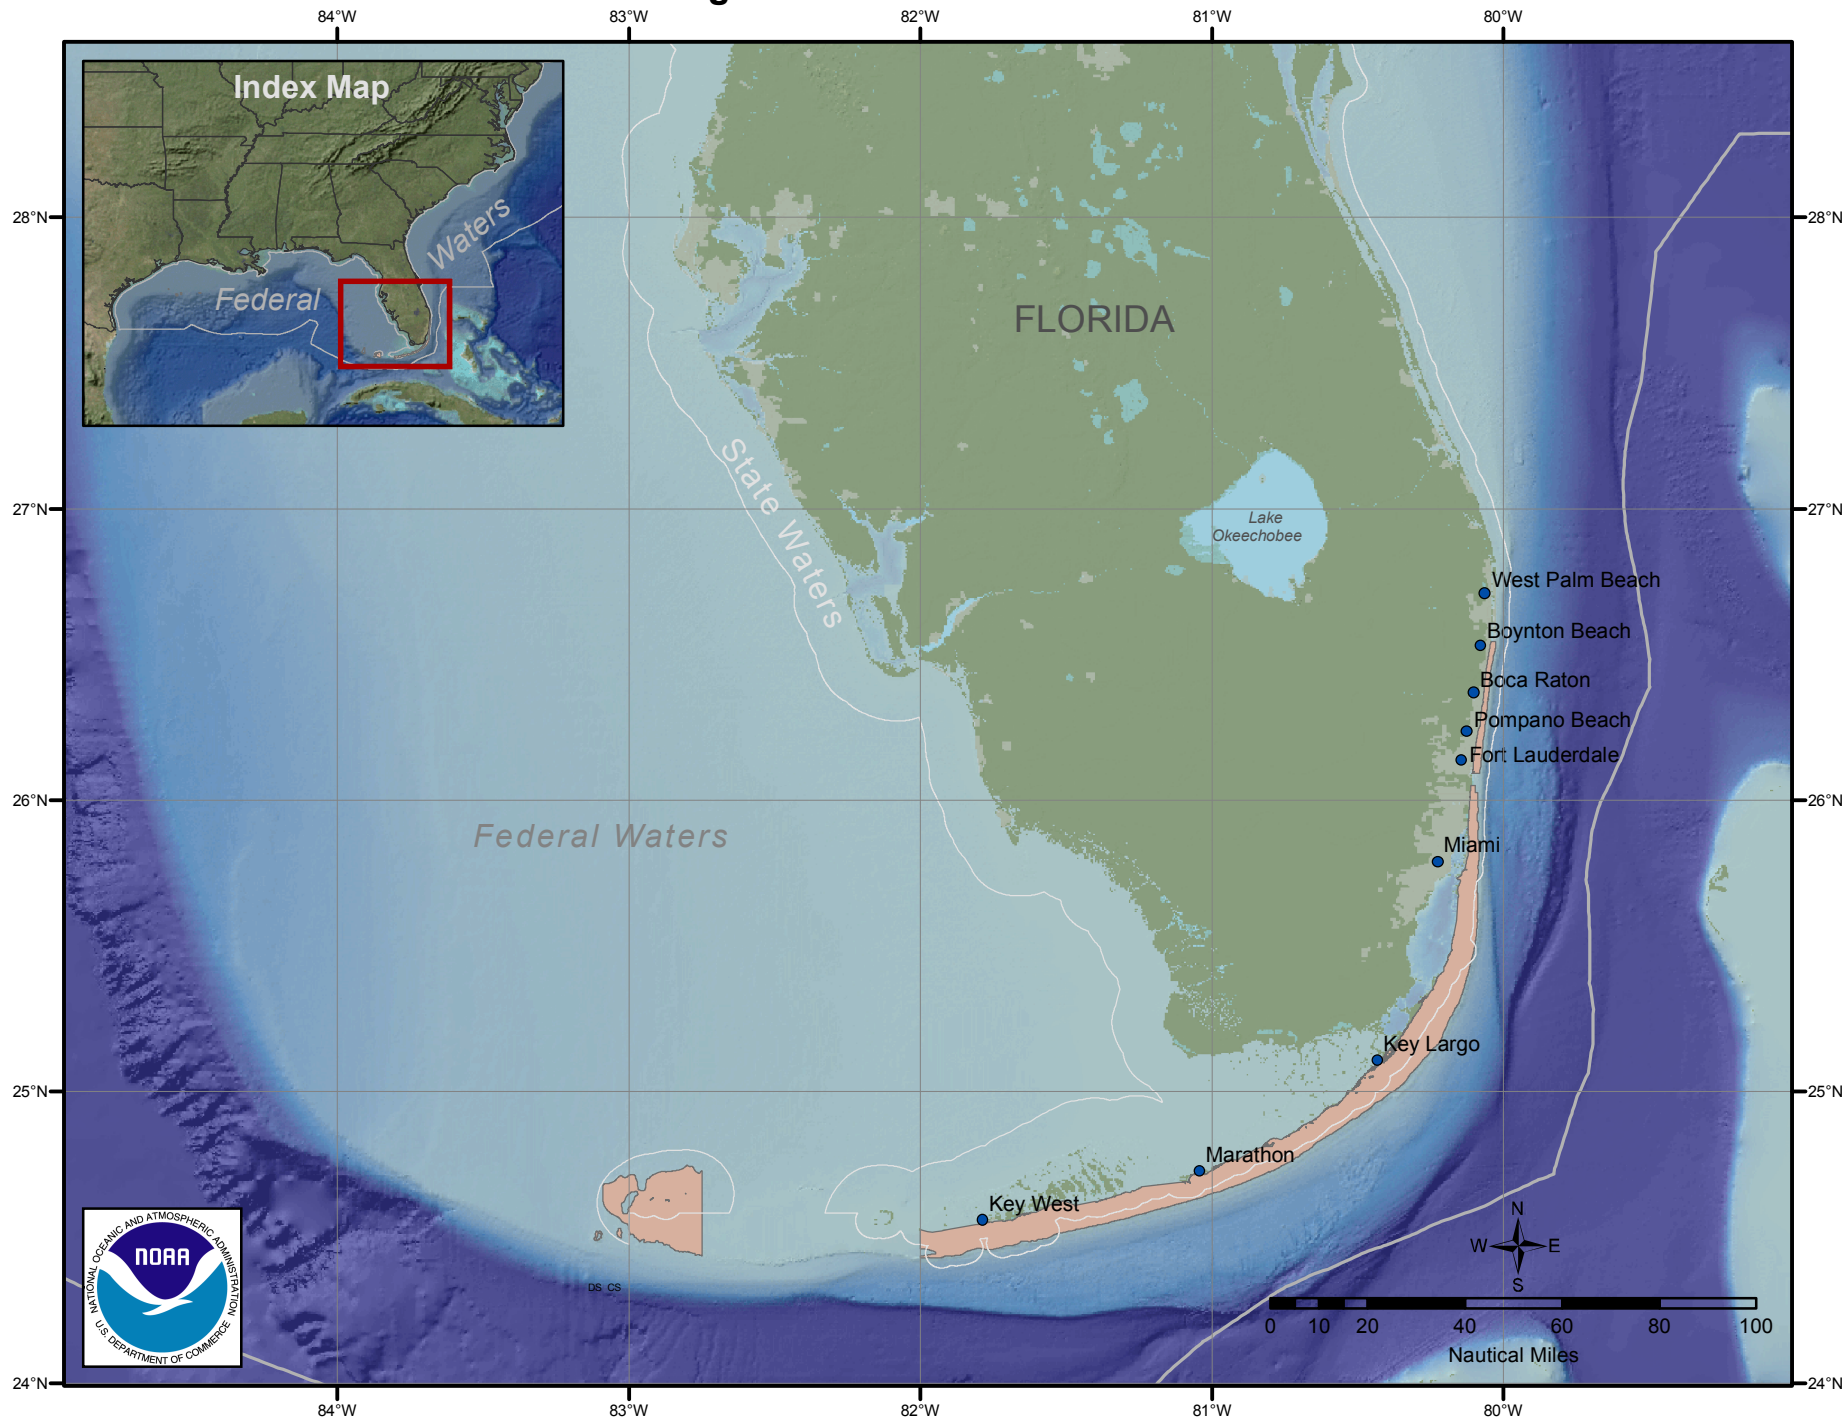 84°W
83°W
82°W
81°W
80°W
Index Map
Federal
Waters
28°N
28°N
FLORIDA
State Waters
27°N
27°N
Lake
Okeechobee
West Palm Beach
Boynton Beach
Boca Raton
Pompano Beach
Fort Lauderdale
26°N
26°N
Federal Waters
Miami
Key Largo
25°N
25°N
Marathon
Key West
NATIONAL OCEANIC AND ATMOSPHERIC ADMINISTRATION
NOAA
U.S. DEPARTMENT OF COMMERCE
DS CS
N
W E
S
0 10 20 40 60 80 100
Nautical Miles
24°N
24°N
84°W
83°W
82°W
81°W
80°W